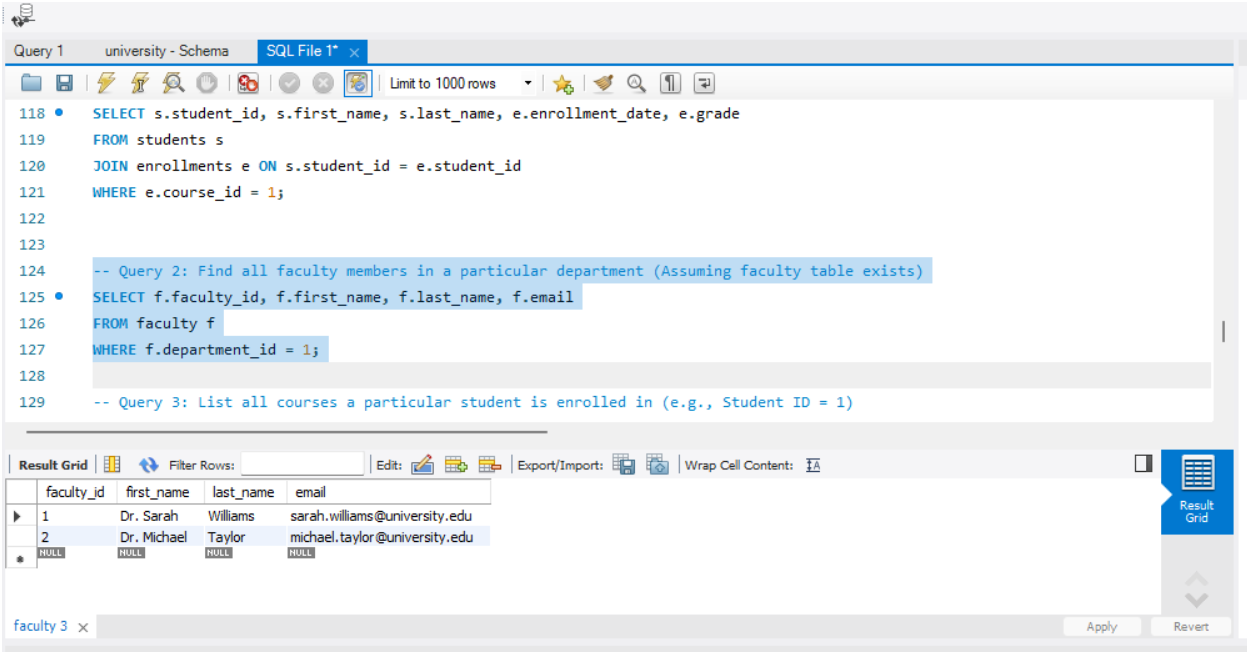 Query 1 university - Schema SQL File 1*
Limit to 1000 rows
118 SELECT s.student_id, s.first_name, s.last_name, e.enrollment_date, e.grade
119 FROM students s
120 JOIN enrollments e ON s.student_id = e.student_id
121 WHERE e.course_id = 1;
122
123
124 -- Query 2: Find all faculty members in a particular department (Assuming faculty table exists)
125 SELECT f.faculty_id, f.first_name, f.last_name, f.email
126 FROM faculty f
127 WHERE f.department_id = 1;
128
129 -- Query 3: List all courses a particular student is enrolled in (e.g., Student ID = 1)
Result Grid Filter Rows: Edit: Export/Import: Wrap Cell Content: IA
faculty_id first_name last_name email
1 Dr. Sarah Williams sarah.williams@university.edu
2 Dr. Michael Taylor michael.taylor@university.edu
NULL NULL NULL NULL
Result
Grid
faculty 3 Apply Revert